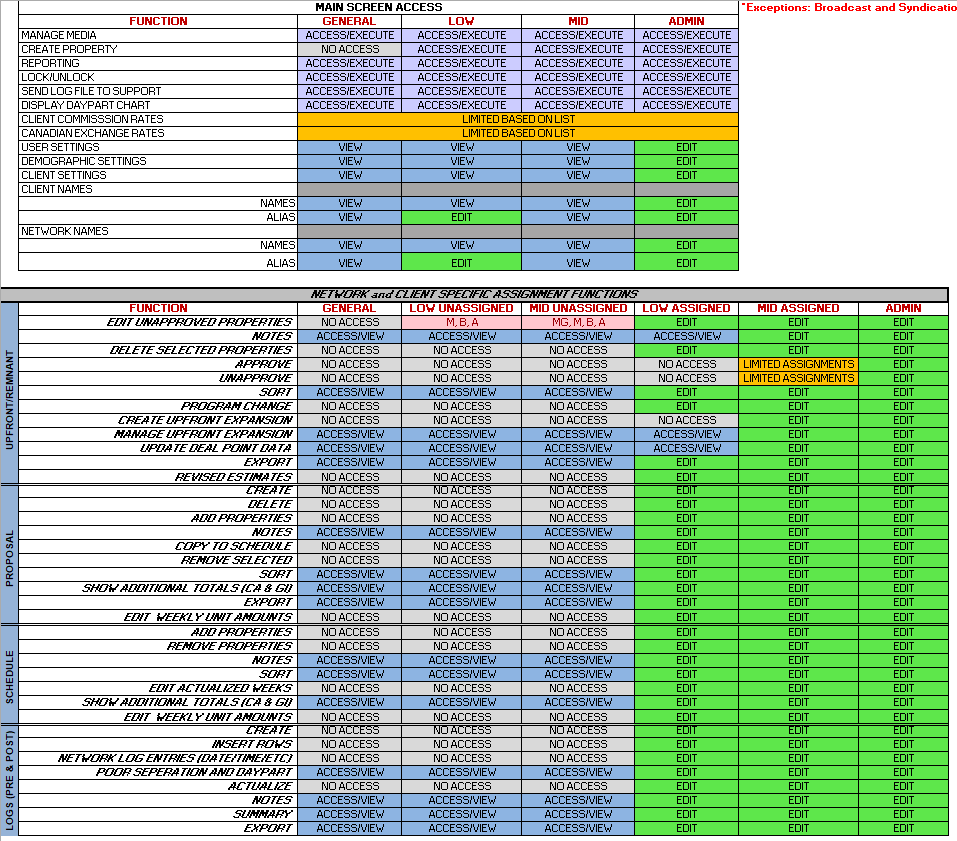 MAIN SCREEN ACCESS
*Exceptions: Broadcast and Syndicatio
FUNCTION GENERAL LOW MID ADMIN
MANAGE MEDIA ACCESS/EXECUTE ACCESS/EXECUTE ACCESS/EXECUTE ACCESS/EXECUTE
CREATE PROPERTY NO ACCESS ACCESS/EXECUTE ACCESS/EXECUTE ACCESS/EXECUTE
REPORTING ACCESS/EXECUTE ACCESS/EXECUTE ACCESS/EXECUTE ACCESS/EXECUTE
LOCK/UNLOCK ACCESS/EXECUTE ACCESS/EXECUTE ACCESS/EXECUTE ACCESS/EXECUTE
SEND LOG FILE TO SUPPORT ACCESS/EXECUTE ACCESS/EXECUTE ACCESS/EXECUTE ACCESS/EXECUTE
DISPLAY DAYPART CHART ACCESS/EXECUTE ACCESS/EXECUTE ACCESS/EXECUTE ACCESS/EXECUTE
CLIENT COMMISSSION RATES LIMITED BASED ON LIST
CANADIAN EXCHANGE RATES LIMITED BASED ON LIST
USER SETTINGS VIEW VIEW VIEW EDIT
DEMOGRAPHIC SETTINGS VIEW VIEW VIEW EDIT
CLIENT SETTINGS VIEW VIEW VIEW EDIT
CLIENT NAMES
NAMES VIEW VIEW VIEW EDIT
ALIAS VIEW EDIT VIEW EDIT
NETWORK NAMES
NAMES VIEW VIEW VIEW EDIT
ALIAS VIEW EDIT VIEW EDIT
NETWORK and CLIENT SPECIFIC ASSIGNMENT FUNCTIONS
FUNCTION GENERAL LOW UNASSIGNED MID UNASSIGNED LOW ASSIGNED MID ASSIGNED ADMIN
UPFRONT/REMNANT
EDIT UNAPPROVED PROPERTIES NO ACCESS M, B, A MG, M, B, A EDIT EDIT EDIT
NOTES ACCESS/VIEW ACCESS/VIEW ACCESS/VIEW ACCESS/VIEW EDIT EDIT
DELETE SELECTED PROPERTIES NO ACCESS NO ACCESS NO ACCESS EDIT EDIT EDIT
APPROVE NO ACCESS NO ACCESS NO ACCESS NO ACCESS LIMITED ASSIGNMENTS EDIT
UNAPPROVE NO ACCESS NO ACCESS NO ACCESS NO ACCESS LIMITED ASSIGNMENTS EDIT
SORT ACCESS/VIEW ACCESS/VIEW ACCESS/VIEW EDIT EDIT EDIT
PROGRAM CHANGE NO ACCESS NO ACCESS NO ACCESS EDIT EDIT EDIT
CREATE UPFRONT EXPANSION NO ACCESS NO ACCESS NO ACCESS NO ACCESS EDIT EDIT
MANAGE UPFRONT EXPANSION ACCESS/VIEW ACCESS/VIEW ACCESS/VIEW ACCESS/VIEW EDIT EDIT
UPDATE DEAL POINT DATA ACCESS/VIEW ACCESS/VIEW ACCESS/VIEW ACCESS/VIEW EDIT EDIT
EXPORT ACCESS/VIEW ACCESS/VIEW ACCESS/VIEW EDIT EDIT EDIT
REVISED ESTIMATES NO ACCESS NO ACCESS NO ACCESS EDIT EDIT EDIT
PROPOSAL
CREATE NO ACCESS NO ACCESS NO ACCESS EDIT EDIT EDIT
DELETE NO ACCESS NO ACCESS NO ACCESS EDIT EDIT EDIT
ADD PROPERTIES NO ACCESS NO ACCESS NO ACCESS EDIT EDIT EDIT
NOTES ACCESS/VIEW ACCESS/VIEW ACCESS/VIEW EDIT EDIT EDIT
COPY TO SCHEDULE NO ACCESS NO ACCESS NO ACCESS EDIT EDIT EDIT
REMOVE SELECTED NO ACCESS NO ACCESS NO ACCESS EDIT EDIT EDIT
SORT ACCESS/VIEW ACCESS/VIEW ACCESS/VIEW EDIT EDIT EDIT
SHOW ADDITIONAL TOTALS (CA & GI) ACCESS/VIEW ACCESS/VIEW ACCESS/VIEW EDIT EDIT EDIT
EXPORT ACCESS/VIEW ACCESS/VIEW ACCESS/VIEW EDIT EDIT EDIT
EDIT WEEKLY UNIT AMOUNTS NO ACCESS NO ACCESS NO ACCESS EDIT EDIT EDIT
SCHEDULE
ADD PROPERTIES NO ACCESS NO ACCESS NO ACCESS EDIT EDIT EDIT
REMOVE PROPERTIES NO ACCESS NO ACCESS NO ACCESS EDIT EDIT EDIT
NOTES ACCESS/VIEW ACCESS/VIEW ACCESS/VIEW EDIT EDIT EDIT
SORT ACCESS/VIEW ACCESS/VIEW ACCESS/VIEW EDIT EDIT EDIT
EDIT ACTUALIZED WEEKS NO ACCESS NO ACCESS NO ACCESS EDIT EDIT EDIT
SHOW ADDITIONAL TOTALS (CA & GI) ACCESS/VIEW ACCESS/VIEW ACCESS/VIEW EDIT EDIT EDIT
EDIT WEEKLY UNIT AMOUNTS NO ACCESS NO ACCESS NO ACCESS EDIT EDIT EDIT
LOGS (PRE & POST)
CREATE NO ACCESS NO ACCESS NO ACCESS EDIT EDIT EDIT
INSERT ROWS NO ACCESS NO ACCESS NO ACCESS EDIT EDIT EDIT
NETWORK LOG ENTRIES (DATE/TIME/ETC) NO ACCESS NO ACCESS NO ACCESS EDIT EDIT EDIT
POOR SEPERATION AND DAYPART ACCESS/VIEW ACCESS/VIEW ACCESS/VIEW EDIT EDIT EDIT
ACTUALIZE NO ACCESS NO ACCESS NO ACCESS EDIT EDIT EDIT
NOTES ACCESS/VIEW ACCESS/VIEW ACCESS/VIEW EDIT EDIT EDIT
SUMMARY ACCESS/VIEW ACCESS/VIEW ACCESS/VIEW EDIT EDIT EDIT
EXPORT ACCESS/VIEW ACCESS/VIEW ACCESS/VIEW EDIT EDIT EDIT